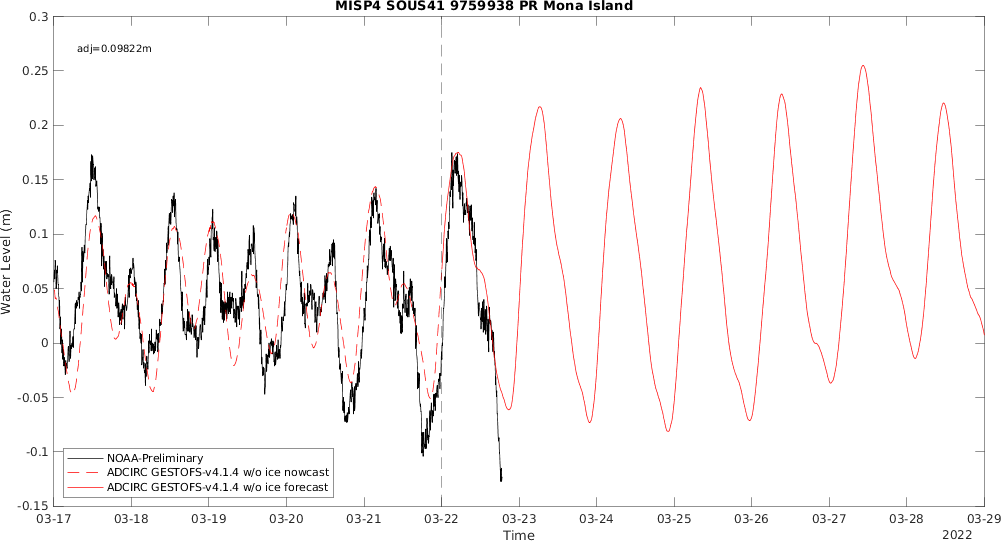 MISP4 SOUS41 9759938 PR Mona Island
adj=0.09822m
0.3
0.25
0.2
0.15
0.1
0.05
0
-0.05
-0.1
-0.15
Water Level (m)
NOAA-Preliminary
ADCIRC GESTOFS-v4.1.4 w/o ice nowcast
ADCIRC GESTOFS-v4.1.4 w/o ice forecast
03-17 03-18 03-19 03-20 03-21 03-22 03-23 03-24 03-25 03-26 03-27 03-28 03-29
Time
2022